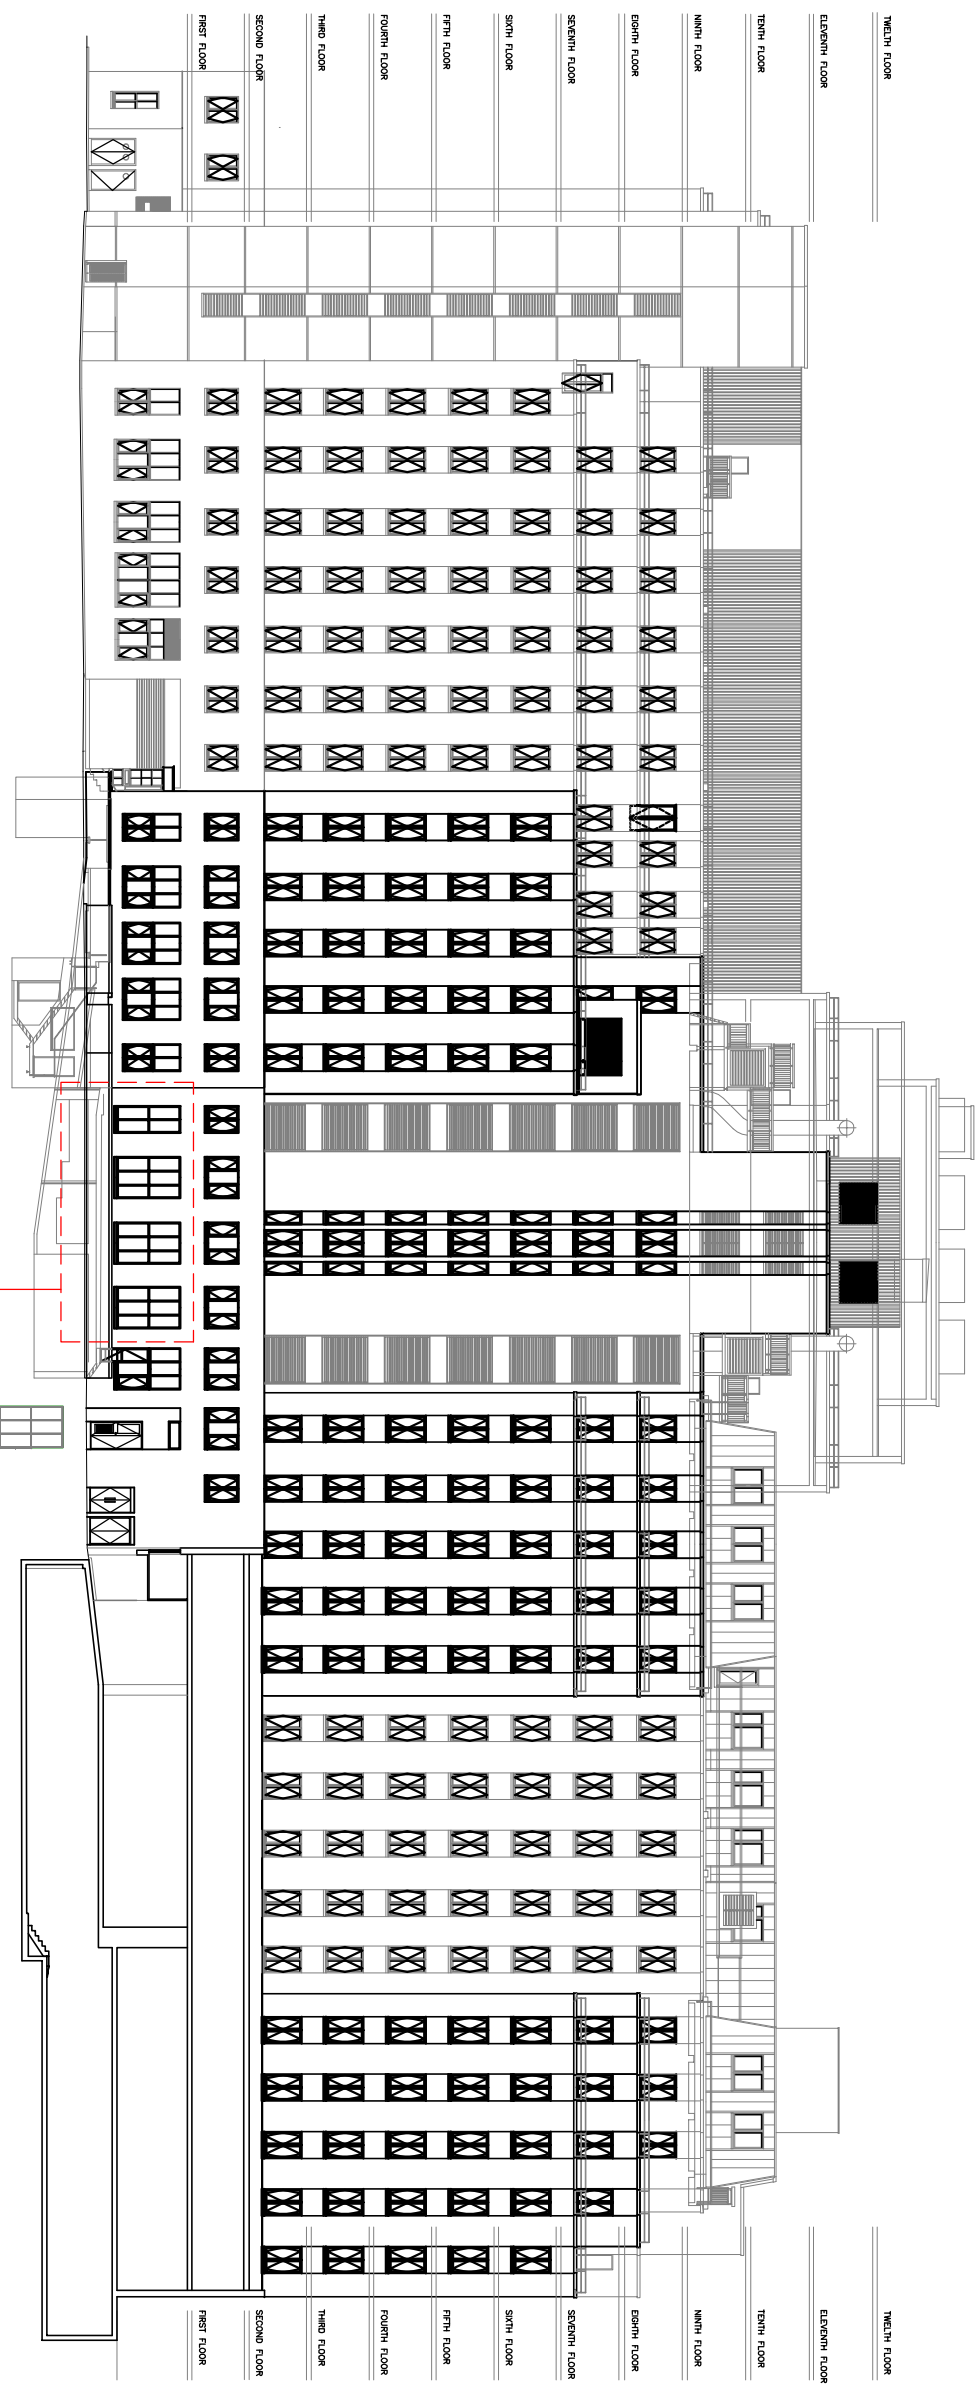 TWELTH FLOOR
ELEVENTH FLOOR
TENTH FLOOR
NINTH FLOOR
EIGHTH FLOOR
SEVENTH FLOOR
SIXTH FLOOR
FIFTH FLOOR
FOURTH FLOOR
THIRD FLOOR
SECOND FLOOR
FIRST FLOOR
TWELTH FLOOR
ELEVENTH FLOOR
TENTH FLOOR
NINTH FLOOR
EIGHTH FLOOR
SEVENTH FLOOR
SIXTH FLOOR
FIFTH FLOOR
FOURTH FLOOR
THIRD FLOOR
SECOND FLOOR
FIRST FLOOR